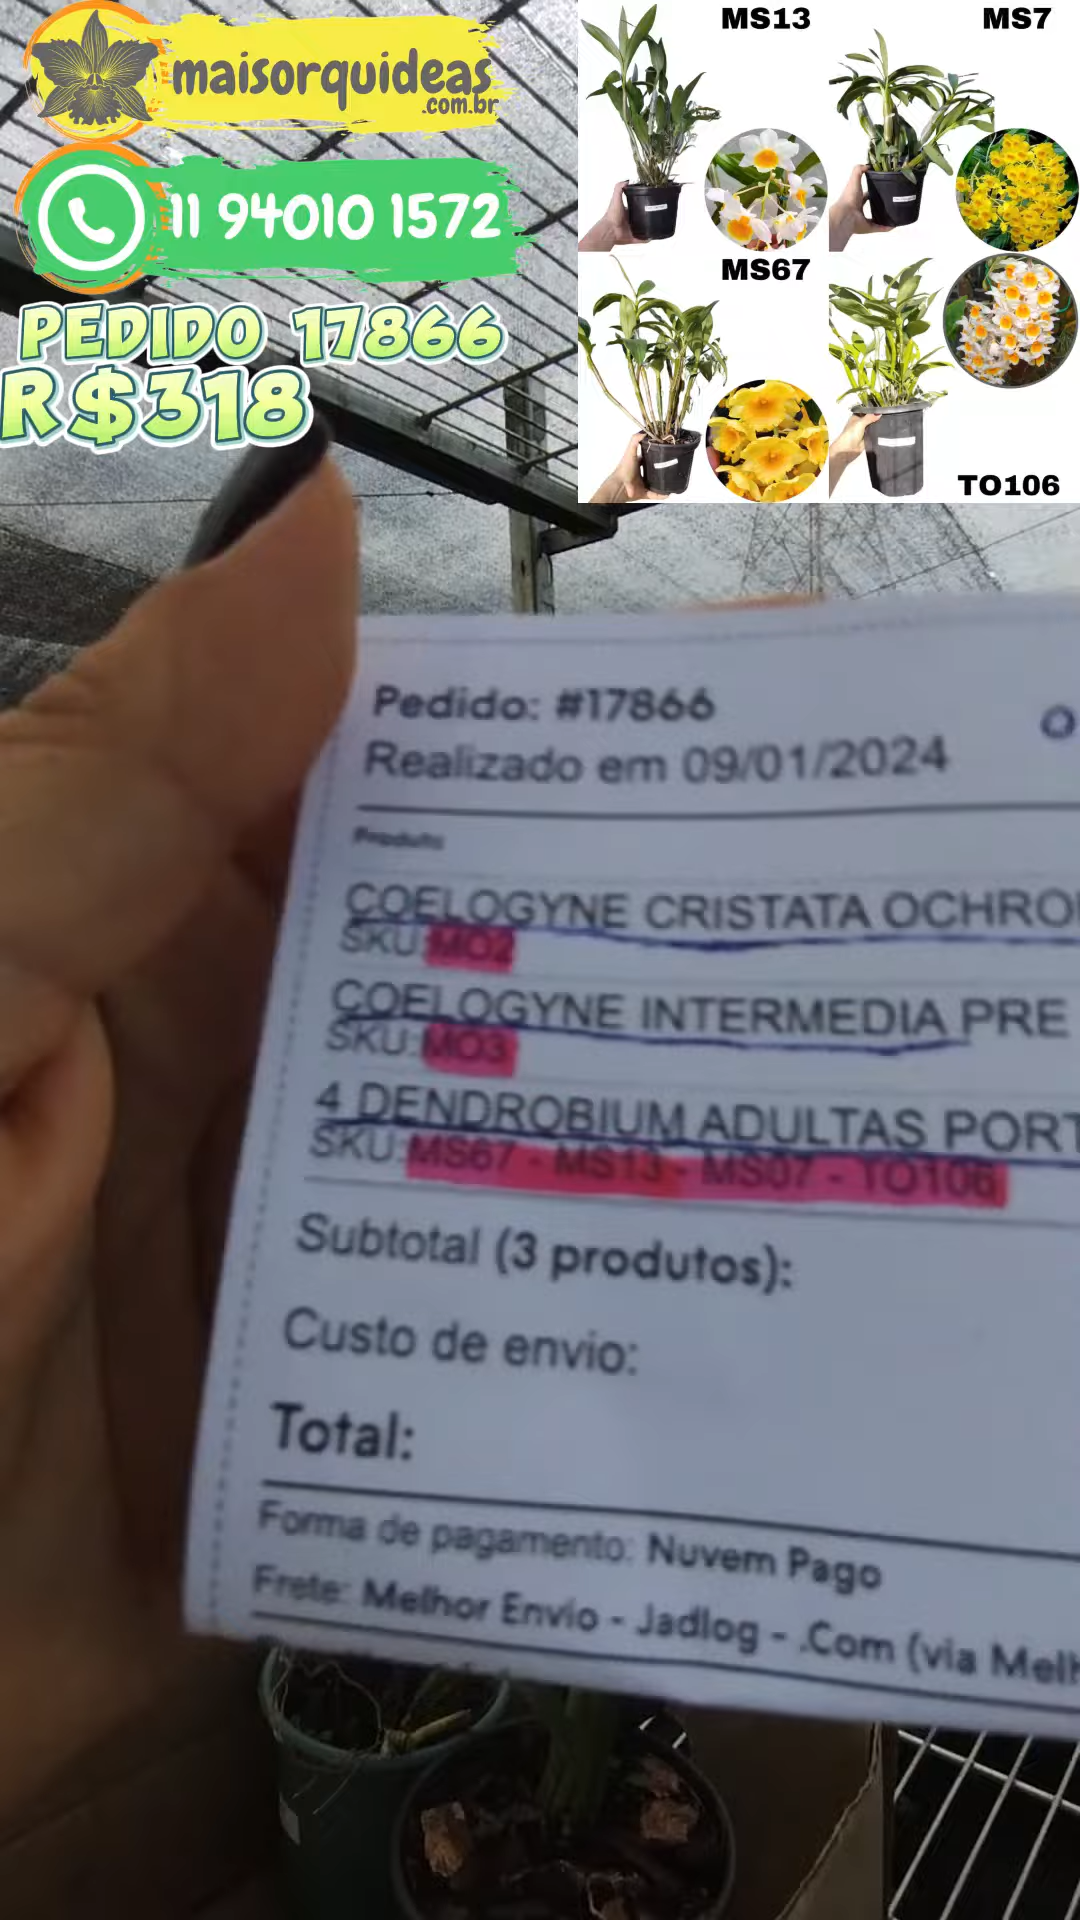 maisorquideas
.com.br
11 94010 1572
PEDIDO 17866
R$318
MS13
MS7
MS67
TO106
Pedido: #17866
Realizado em 09/01/2024
Produto
COELOGYNE CRISTATA OCHRO
SKU:MO2
COELOGYNE INTERMEDIA PRE
SKU:MO3
4 DENDROBIUM ADULTAS PORT
SKU:MS67 - MS13 - MS07 - TO106
Subtotal (3 produtos):
Custo de envio:
Total:
Forma de pagamento: Nuvem Pago
Frete: Melhor Envio - Jadlog - .Com (via Melh